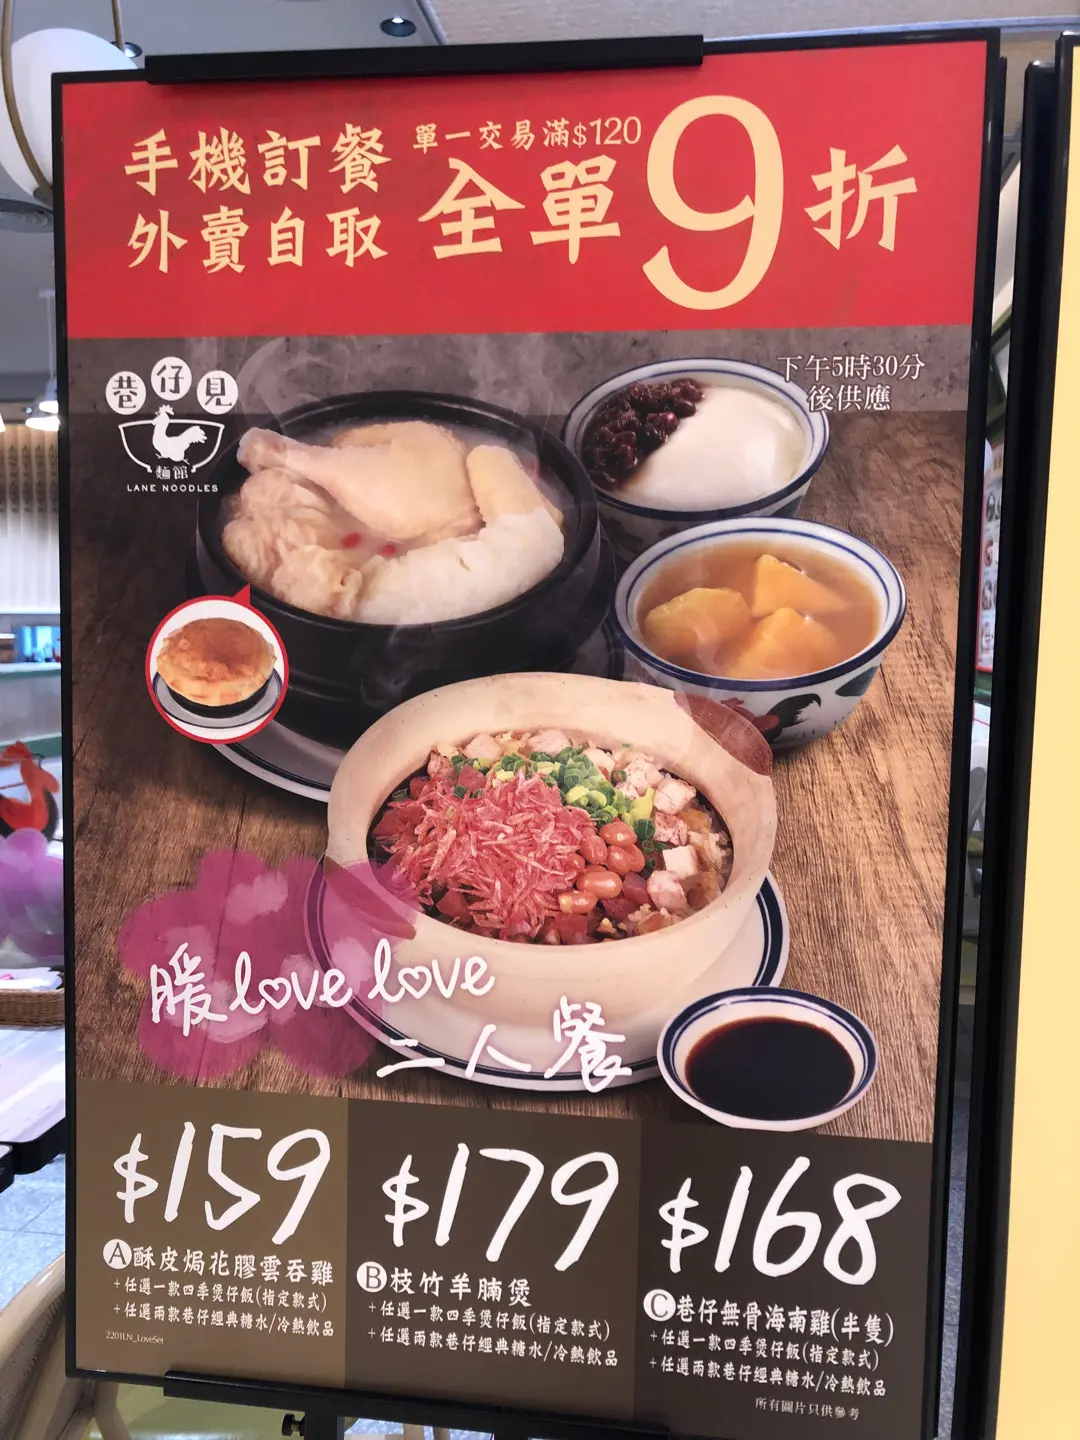 手機訂餐
外賣自取
單一交易滿$120
全單9折
巷仔見
麵館
LANE NOODLES
下午5時30分
後供應
暖love love
二人餐
$159
A酥皮焗花膠雲吞雞
+任選一款四季煲仔飯(指定款式)
+任選兩款巷仔經典糖水/冷熱飲品
2201LN_LoveSet
$179
B枝竹羊腩煲
+任選一款四季煲仔飯(指定款式)
+任選兩款巷仔經典糖水/冷熱飲品
$168
C巷仔無骨海南雞(半隻)
+任選一款四季煲仔飯(指定款式)
+任選兩款巷仔經典糖水/冷熱飲品
所有圖片只供參考